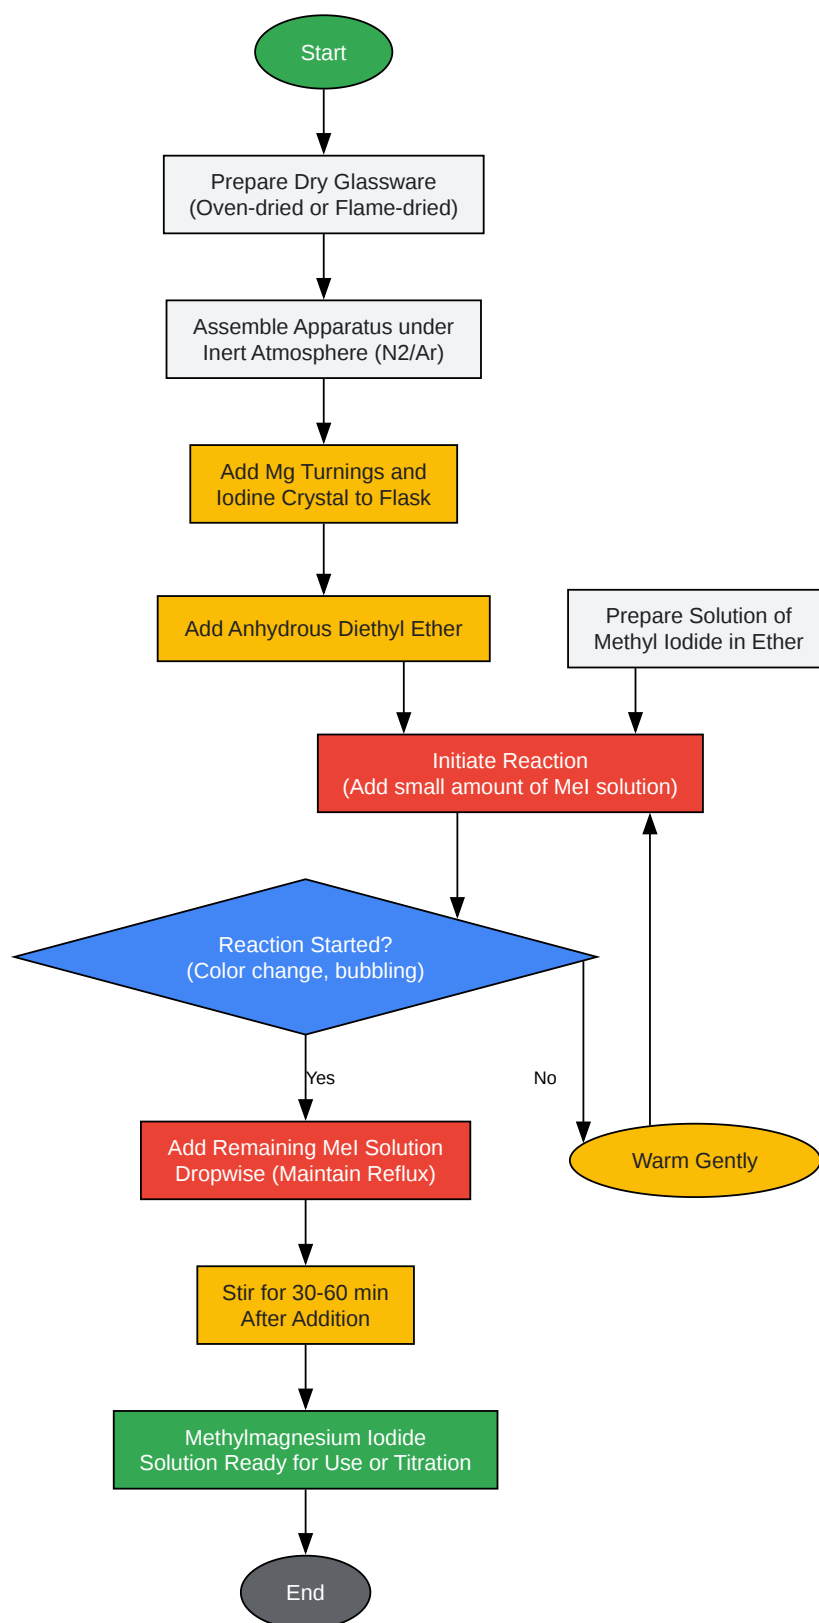 Start
Prepare Dry Glassware
(Oven-dried or Flame-dried)
Assemble Apparatus under
Inert Atmosphere (N2/Ar)
Add Mg Turnings and
Iodine Crystal to Flask
Add Anhydrous Diethyl Ether
Prepare Solution of
Methyl Iodide in Ether
Initiate Reaction
(Add small amount of MeI solution)
Reaction Started?
(Color change, bubbling)
Yes
No
Add Remaining MeI Solution
Dropwise (Maintain Reflux)
Warm Gently
Stir for 30-60 min
After Addition
Methylmagnesium Iodide
Solution Ready for Use or Titration
End